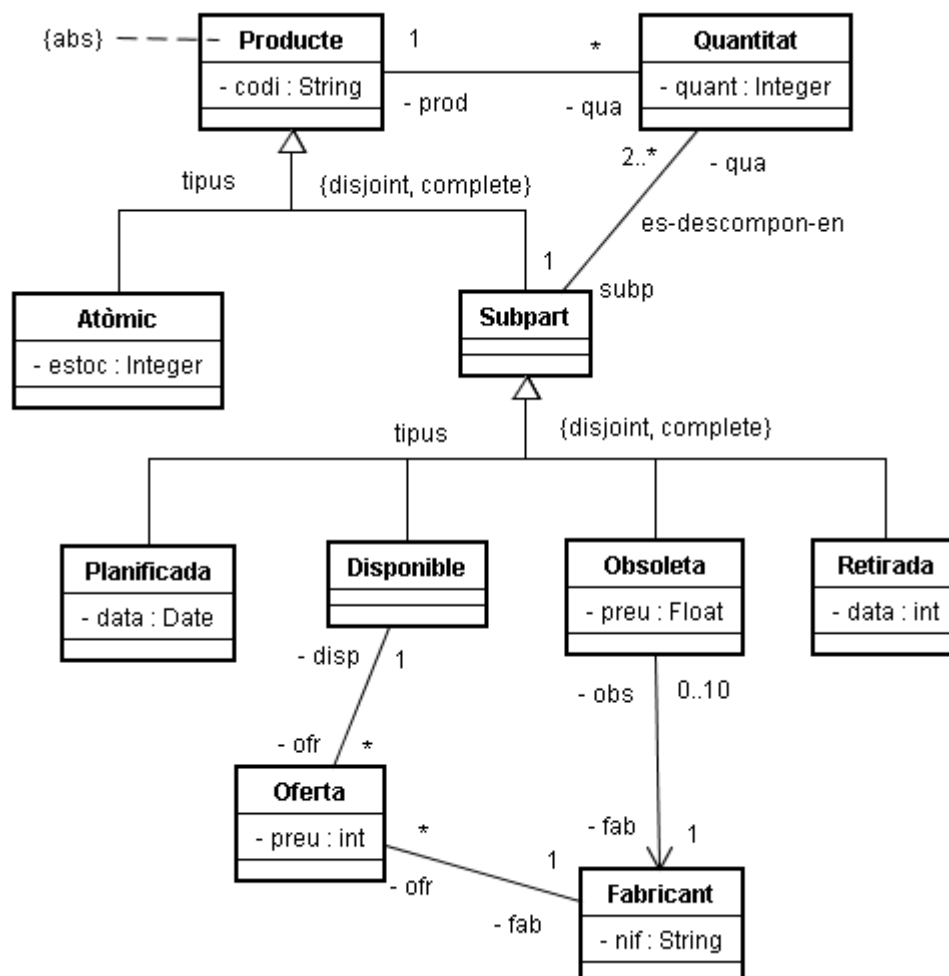 {abs}
Producte
- codi : String
1
*
- prod
- qua
Quantitat
- quant : Integer
2..*
- qua
es-descompon-en
1
subp
tipus
{disjoint, complete}
Atòmic
- estoc : Integer
Subpart
tipus
{disjoint, complete}
Planificada
- data : Date
Disponible
Obsoleta
- preu : Float
Retirada
- data : int
- disp
1
- obs
0..10
- ofr
*
Oferta
- preu : int
*
- ofr
- fab
1
1
- fab
Fabricant
- nif : String